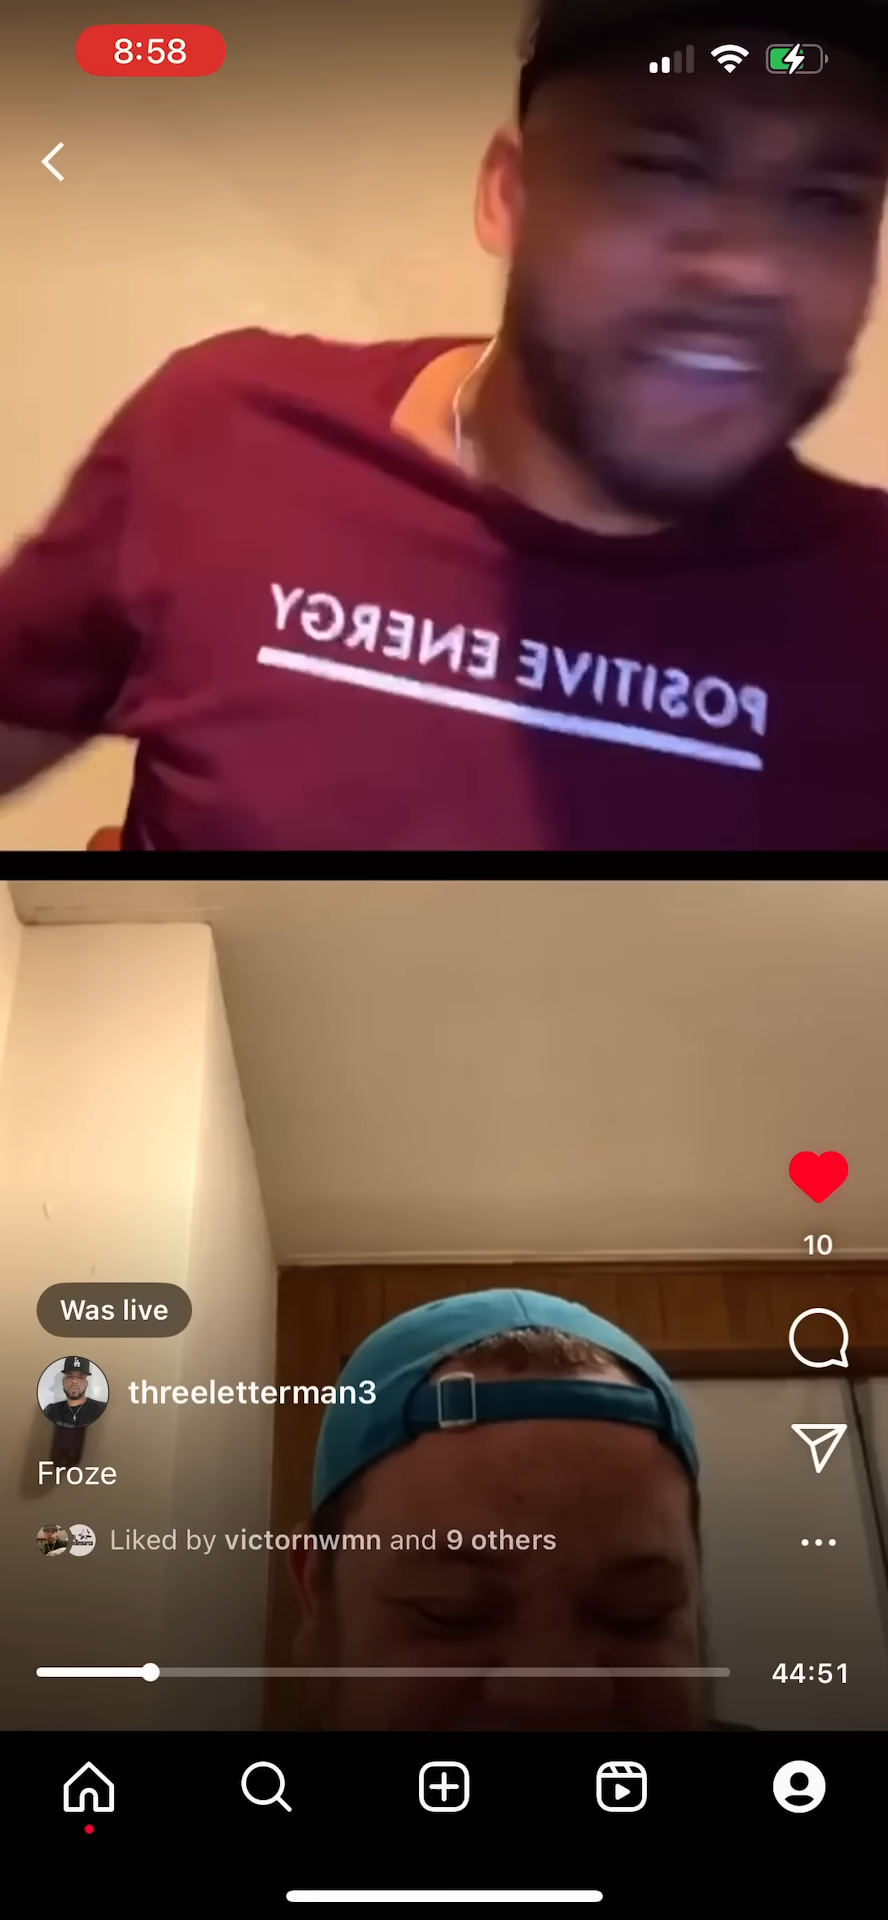 8:58
POSITIVE ENERGY
10
Was live
threeletterman3
Froze
Liked by victornwmn and 9 others
44:51